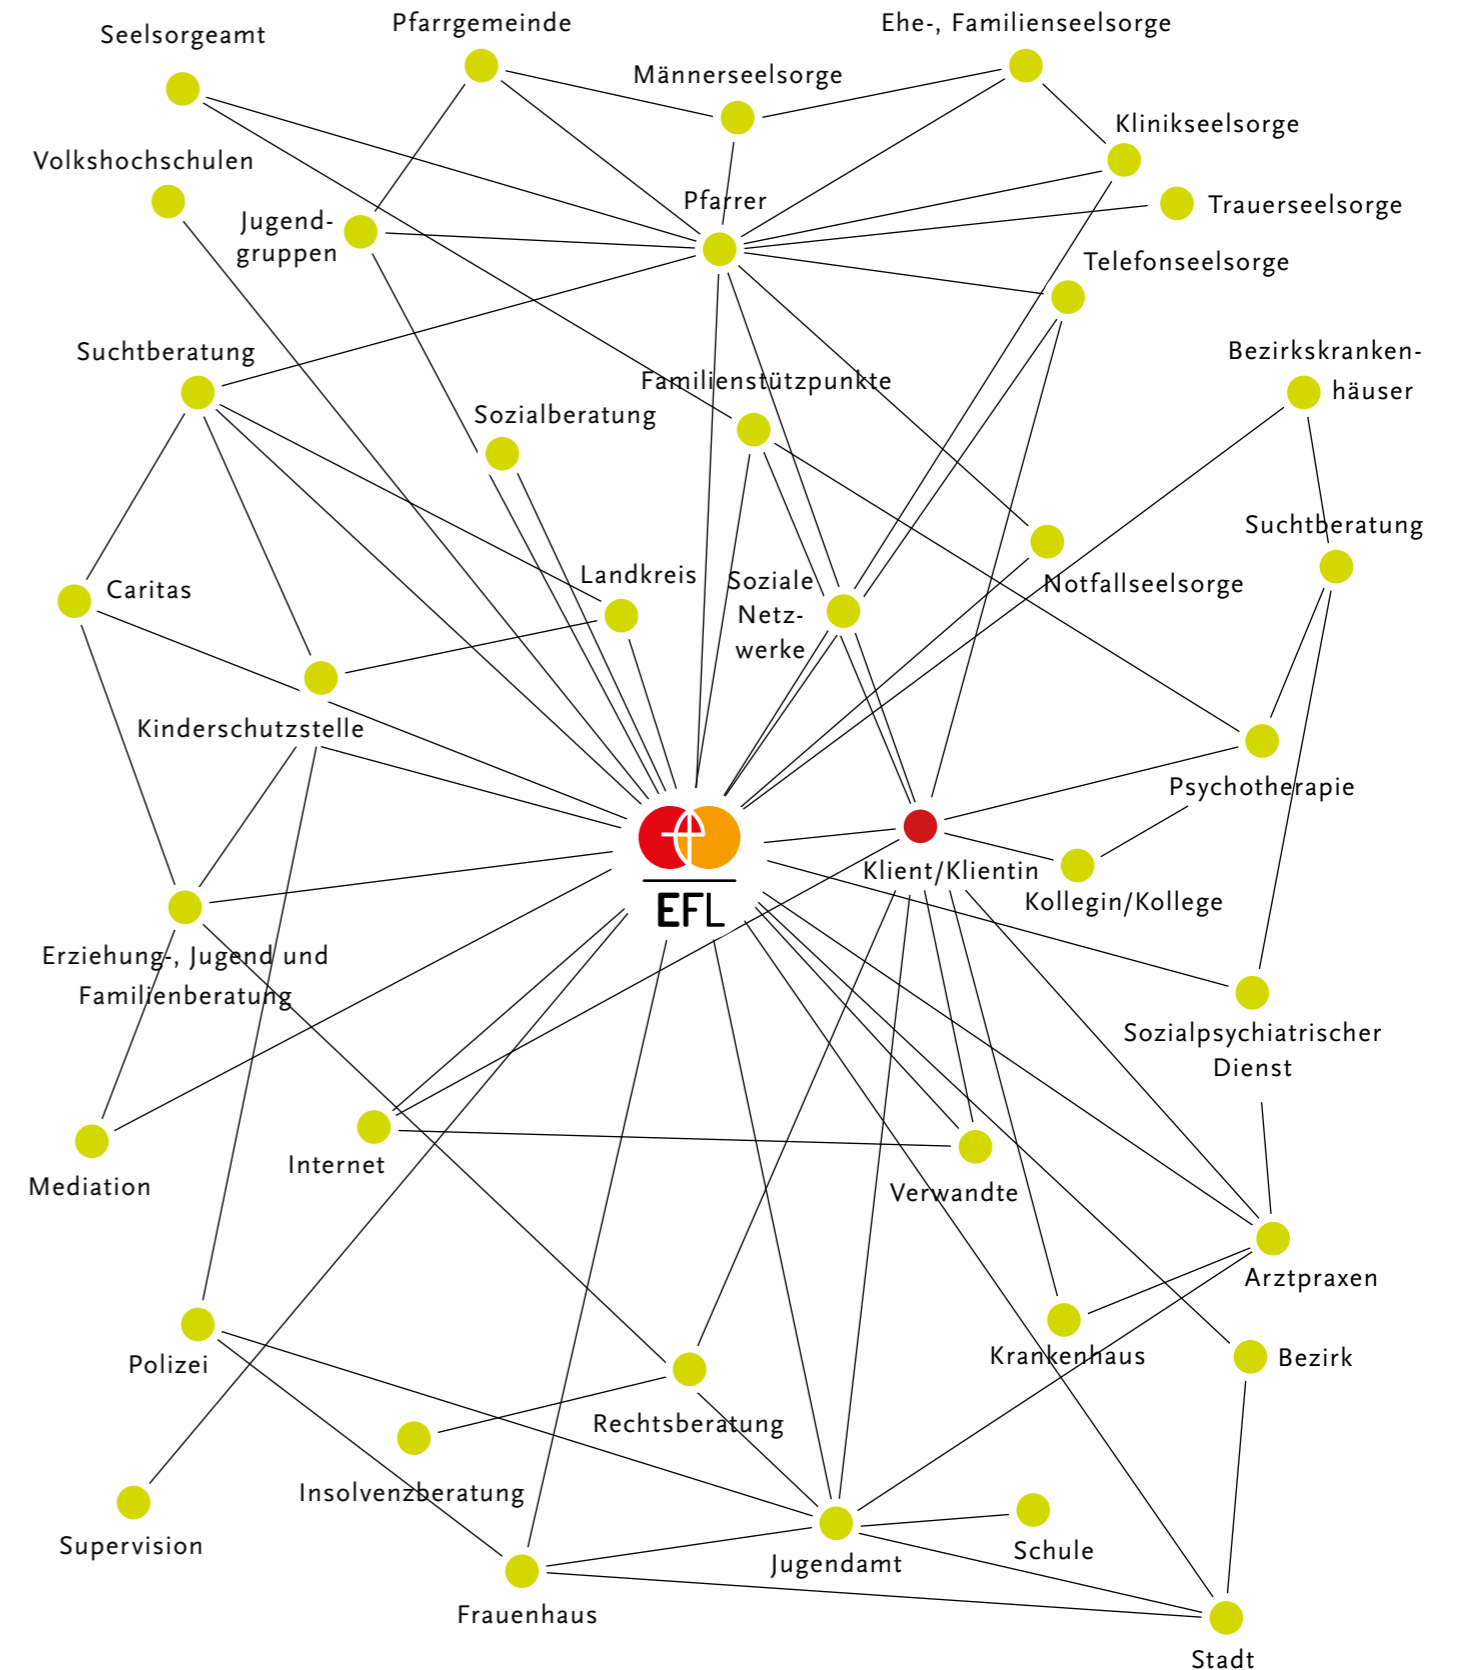 Pfarrgemeinde
Ehe-, Familienseelsorge
Seelsorgeamt
Männerseelsorge
Klinikseelsorge
Volkshochschulen
Pfarrer
Trauerseelsorge
Jugend-
gruppen
Telefonseelsorge
Suchtberatung
Bezirkskranken-
häuser
Familienstützpunkte
Sozialberatung
Suchtberatung
Landkreis
Soziale
Netz-
werke
Notfallseelsorge
Caritas
Kinderschutzstelle
Psychotherapie
Klient/Klientin
Kollegin/Kollege
EFL
Erziehung-, Jugend und
Familienberatung
Sozialpsychiatrischer
Dienst
Internet
Mediation
Verwandte
Arztpraxen
Polizei
Krankenhaus
Bezirk
Rechtsberatung
Insolvenzberatung
Supervision
Jugendamt
Schule
Frauenhaus
Stadt